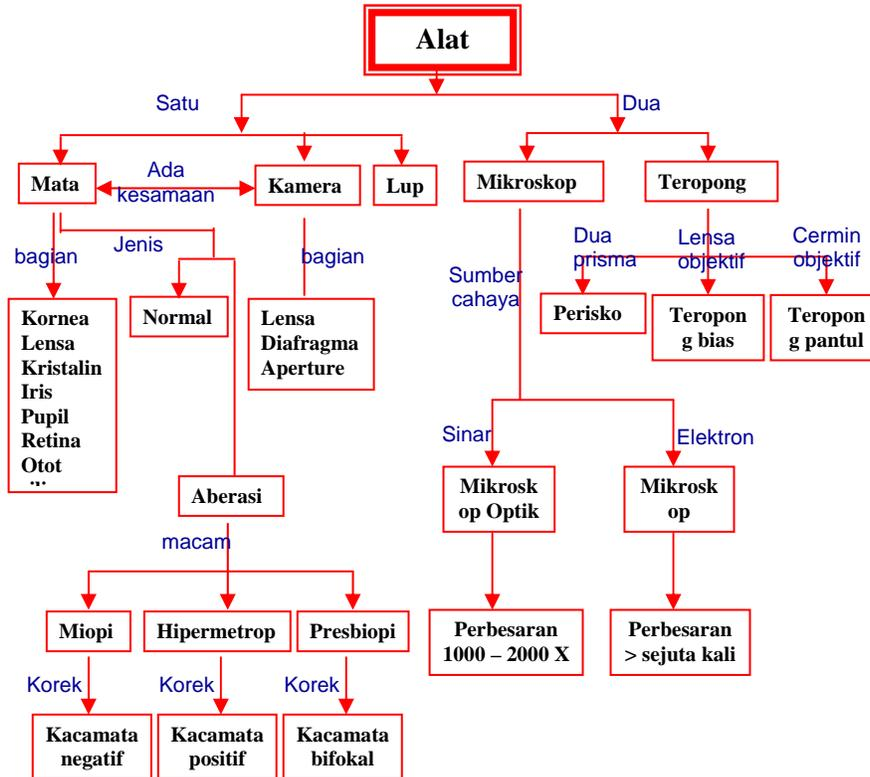 Alat
Satu
Dua
Mata
Ada
kesamaan
Kamera
Lup
Mikroskop
Teropong
bagian
Jenis
bagian
Sumber
cahaya
Dua
prisma
Lensa
objektif
Cermin
objektif
Kornea
Lensa
Kristalin
Iris
Pupil
Retina
Otot
Normal
Lensa
Diafragma
Aperture
Perisko
Teropon
g bias
Teropon
g pantul
Sinar
Elektron
Aberasi
Mikrosk
op Optik
Mikrosk
op
macam
Miopi
Hipermetrop
Presbiopi
Perbesaran
1000 – 2000 X
Perbesaran
> sejuta kali
Korek
Korek
Korek
Kacamata
negatif
Kacamata
positif
Kacamata
bifokal